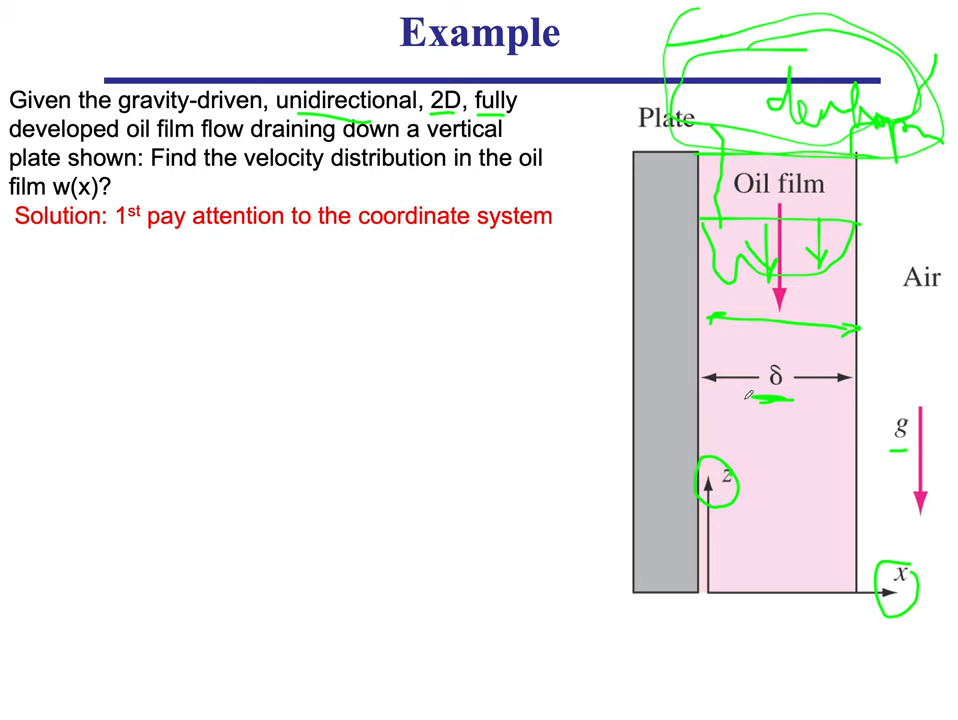 Example
Given the gravity-driven, unidirectional, 2D, fully
developed oil film flow draining down a vertical
plate shown: Find the velocity distribution in the oil
film w(x)?
Solution: 1st pay attention to the coordinate system
Plate
Oil film
Air
δ
g
z
x